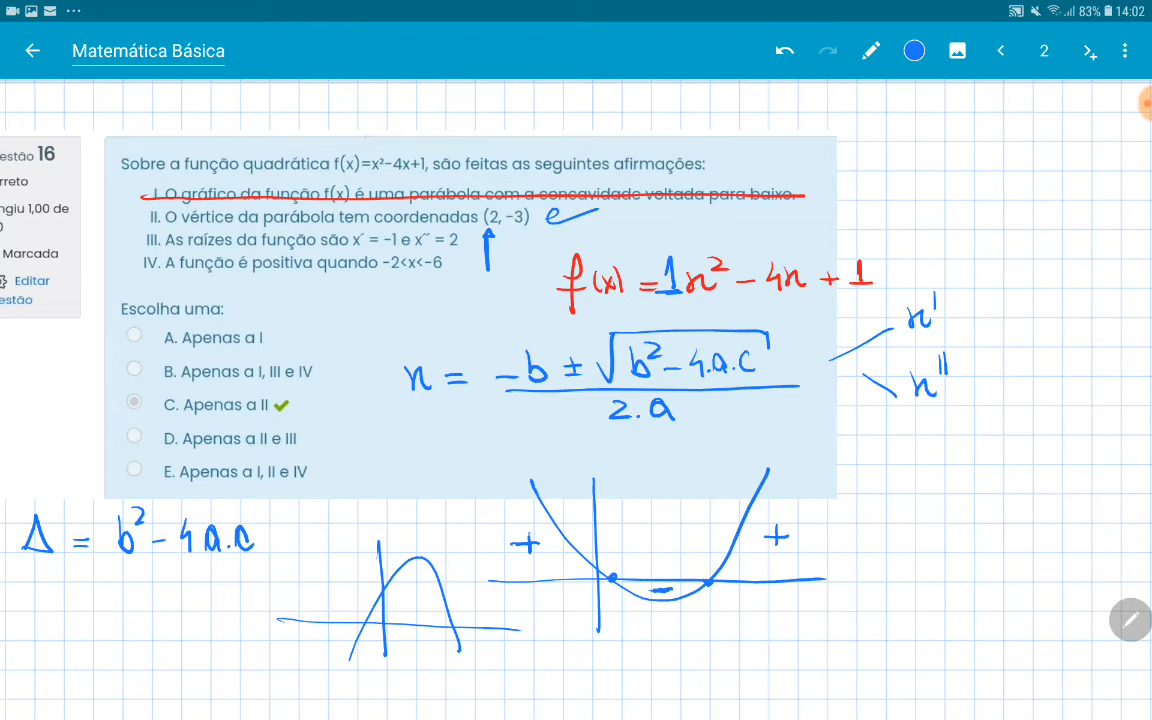 83% 14:02
Matemática Básica
2
estão 16
rreto
ngiu 1,00 de
0
Marcada
Editar
estão
Sobre a função quadrática f(x)=x²-4x+1, são feitas as seguintes afirmações:
I. O gráfico da função f(x) é uma parábola com a concavidade voltada para baixo.
II. O vértice da parábola tem coordenadas (2, -3)
III. As raízes da função são x´ = -1 e x´´ = 2
IV. A função é positiva quando -2<x<-6
f(x) = 1x² - 4x + 1
Escolha uma:
A. Apenas a I
B. Apenas a I, III e IV
C. Apenas a II
D. Apenas a II e III
E. Apenas a I, II e IV
x = -b ± √b² - 4.a.c
2.a
x'
x''
Δ = b² - 4a.c
+ - +